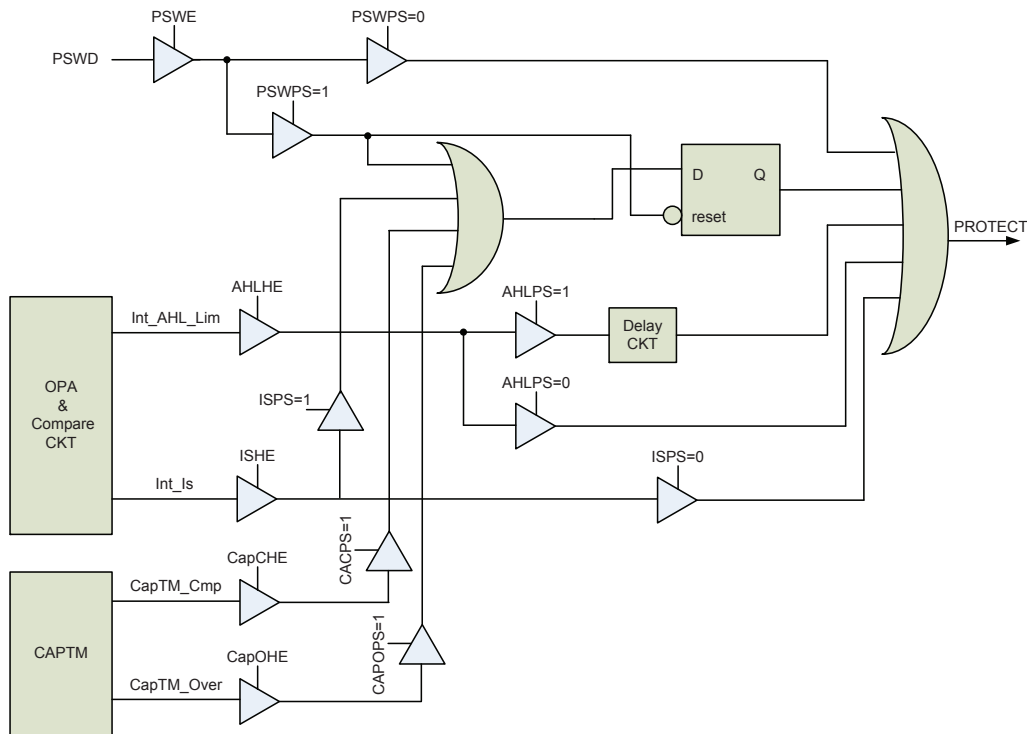 PSWE
PSWPS=0
PSWD
PSWPS=1
D
Q
reset
PROTECT
AHLHE
AHLPS=1
Int_AHL_Lim
Delay
CKT
OPA
&
Compare
CKT
ISPS=1
AHLPS=0
ISHE
ISPS=0
Int_Is
CACPS=1
CapCHE
CapTM_Cmp
CAPTM
CAPOPS=1
CapOHE
CapTM_Over